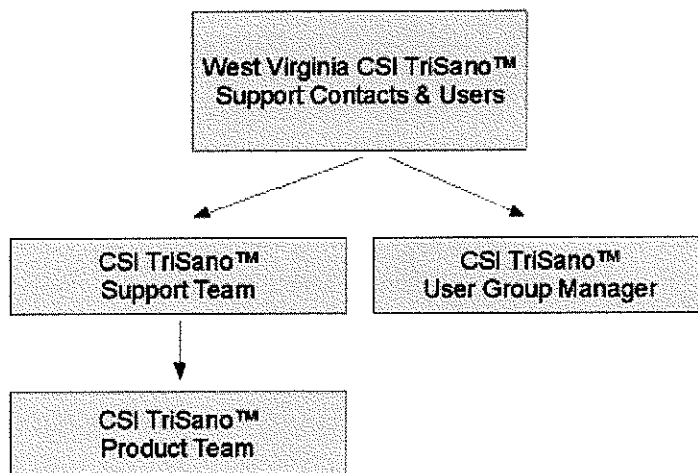 West Virginia CSI TriSano™
Support Contacts & Users
CSI TriSano™
Support Team
CSI TriSano™
User Group Manager
CSI TriSano™
Product Team